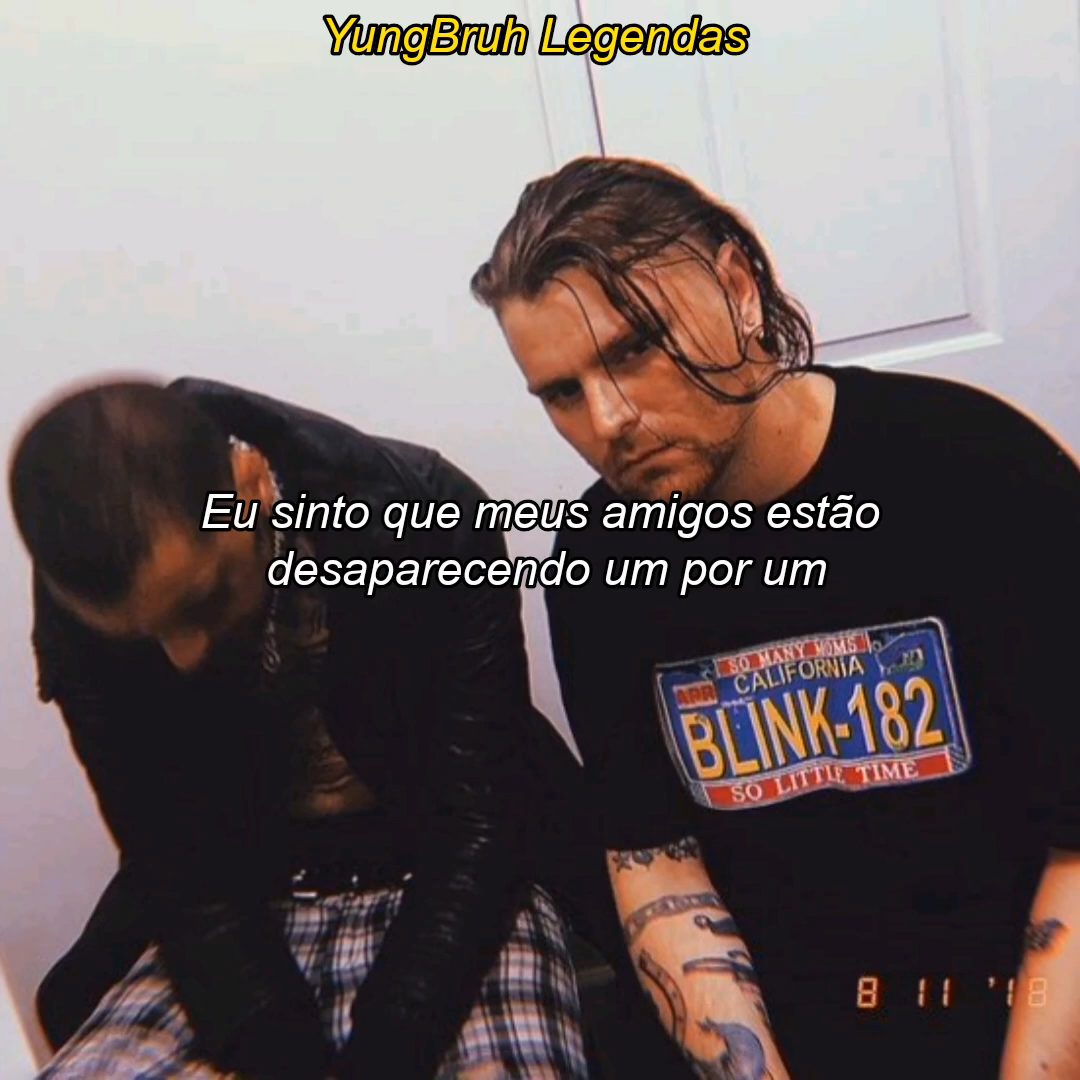 YungBruh Legendas
Eu sinto que meus amigos estão
desaparecendo um por um
SO MANY MOMS
CALIFORNIA
APR
BLINK-182
SO LITTLE TIME
8 11 '18